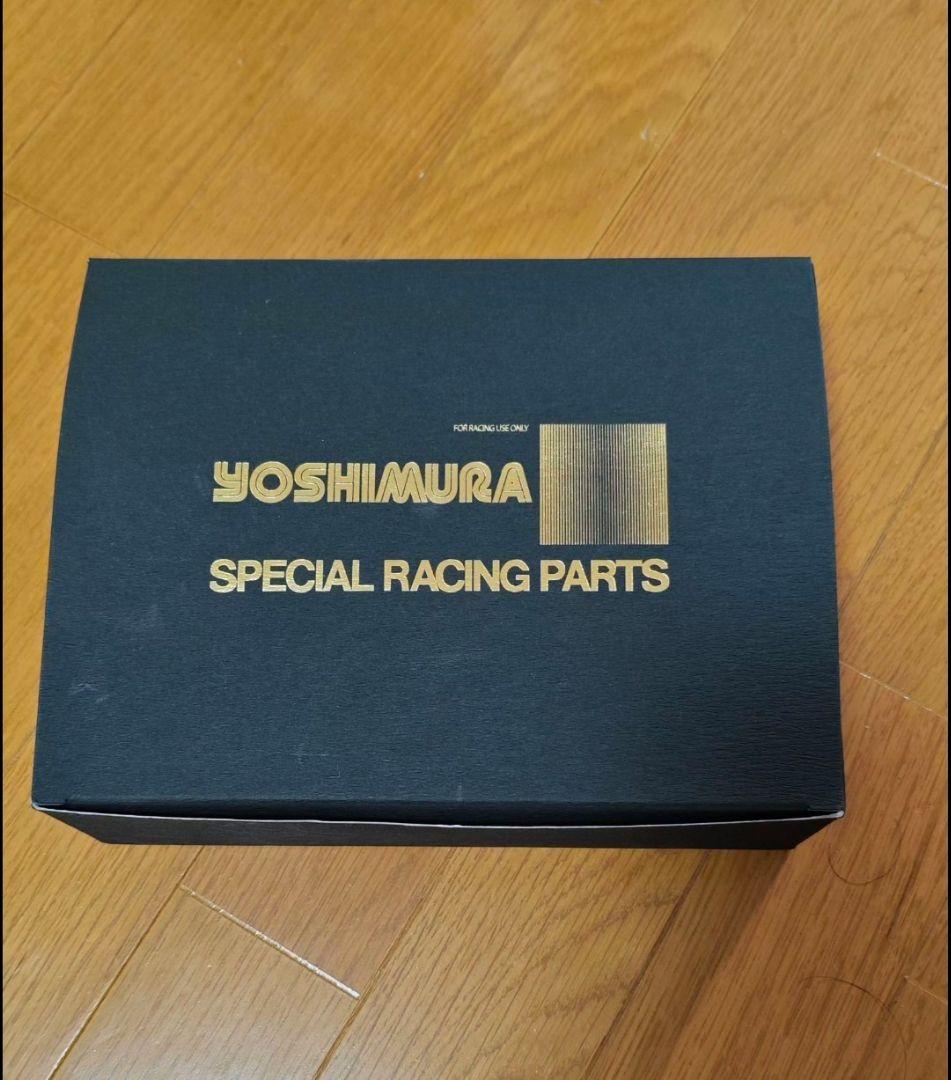 FOR RACING USE ONLY
YOSHIMURA
SPECIAL RACING PARTS